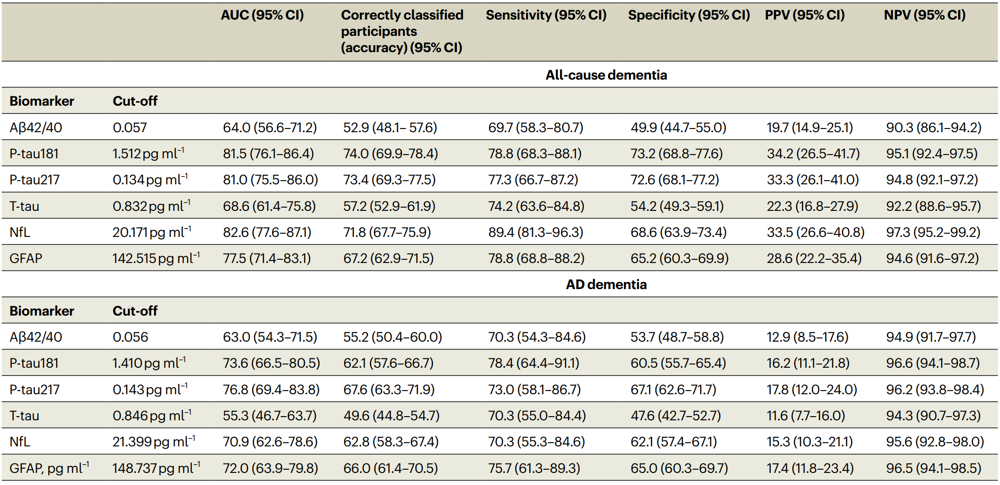 AUC (95% CI) Correctly classified participants (accuracy) (95% CI) Sensitivity (95% CI) Specificity (95% CI) PPV (95% CI) NPV (95% CI)
All-cause dementia
Biomarker Cut-off
Aβ42/40 0.057 64.0 (56.6–71.2) 52.9 (48.1– 57.6) 69.7 (58.3–80.7) 49.9 (44.7–55.0) 19.7 (14.9–25.1) 90.3 (86.1–94.2)
P-tau181 1.512 pg ml⁻¹ 81.5 (76.1–86.4) 74.0 (69.9–78.4) 78.8 (68.3–88.1) 73.2 (68.8–77.6) 34.2 (26.5–41.7) 95.1 (92.4–97.5)
P-tau217 0.134 pg ml⁻¹ 81.0 (75.5–86.0) 73.4 (69.3–77.5) 77.3 (66.7–87.2) 72.6 (68.1–77.2) 33.3 (26.1–41.0) 94.8 (92.1–97.2)
T-tau 0.832 pg ml⁻¹ 68.6 (61.4–75.8) 57.2 (52.9–61.9) 74.2 (63.6–84.8) 54.2 (49.3–59.1) 22.3 (16.8–27.9) 92.2 (88.6–95.7)
NfL 20.171 pg ml⁻¹ 82.6 (77.6–87.1) 71.8 (67.7–75.9) 89.4 (81.3–96.3) 68.6 (63.9–73.4) 33.5 (26.6–40.8) 97.3 (95.2–99.2)
GFAP 142.515 pg ml⁻¹ 77.5 (71.4–83.1) 67.2 (62.9–71.5) 78.8 (68.8–88.2) 65.2 (60.3–69.9) 28.6 (22.2–35.4) 94.6 (91.6–97.2)
AD dementia
Biomarker Cut-off
Aβ42/40 0.056 63.0 (54.3–71.5) 55.2 (50.4–60.0) 70.3 (54.3–84.6) 53.7 (48.7–58.8) 12.9 (8.5–17.6) 94.9 (91.7–97.7)
P-tau181 1.410 pg ml⁻¹ 73.6 (66.5–80.5) 62.1 (57.6–66.7) 78.4 (64.4–91.1) 60.5 (55.7–65.4) 16.2 (11.1–21.8) 96.6 (94.1–98.7)
P-tau217 0.143 pg ml⁻¹ 76.8 (69.4–83.8) 67.6 (63.3–71.9) 73.0 (58.1–86.7) 67.1 (62.6–71.7) 17.8 (12.0–24.0) 96.2 (93.8–98.4)
T-tau 0.846 pg ml⁻¹ 55.3 (46.7–63.7) 49.6 (44.8–54.7) 70.3 (55.0–84.4) 47.6 (42.7–52.7) 11.6 (7.7–16.0) 94.3 (90.7–97.3)
NfL 21.399 pg ml⁻¹ 70.9 (62.6–78.6) 62.8 (58.3–67.4) 70.3 (55.3–84.6) 62.1 (57.4–67.1) 15.3 (10.3–21.1) 95.6 (92.8–98.0)
GFAP, pg ml⁻¹ 148.737 pg ml⁻¹ 72.0 (63.9–79.8) 66.0 (61.4–70.5) 75.7 (61.3–89.3) 65.0 (60.3–69.7) 17.4 (11.8–23.4) 96.5 (94.1–98.5)